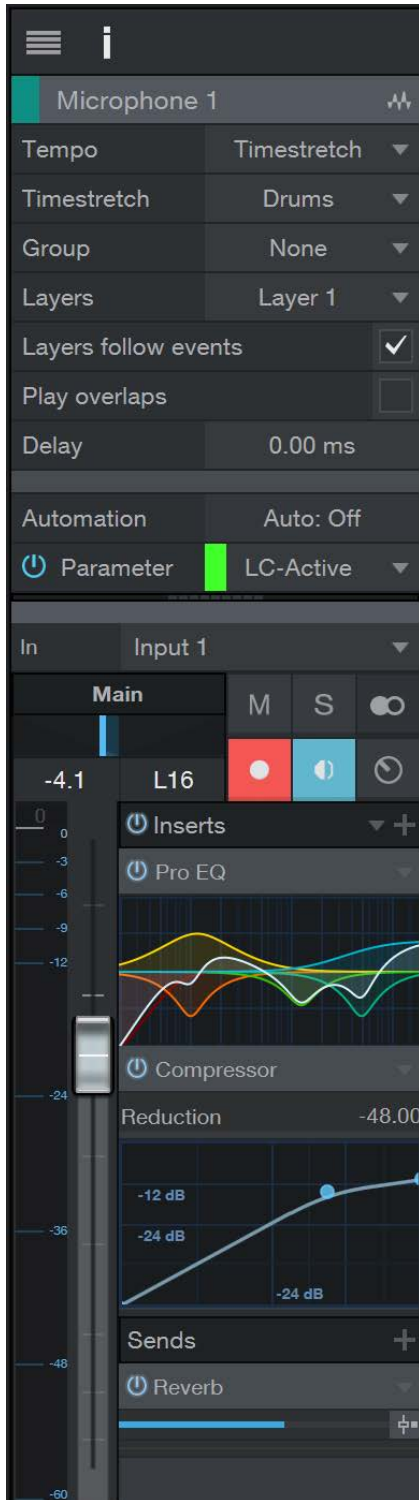 i
Microphone 1
Tempo Timestretch
Timestretch Drums
Group None
Layers Layer 1
Layers follow events
Play overlaps
Delay 0.00 ms
Automation Auto: Off
Parameter LC-Active
In Input 1
Main M S
-4.1 L16
0
0 Inserts
-3
Pro EQ
-6
-9
-12
Compressor
-24
Reduction -48.00
-12 dB
-36 -24 dB
-24 dB
Sends
-48
Reverb
-60